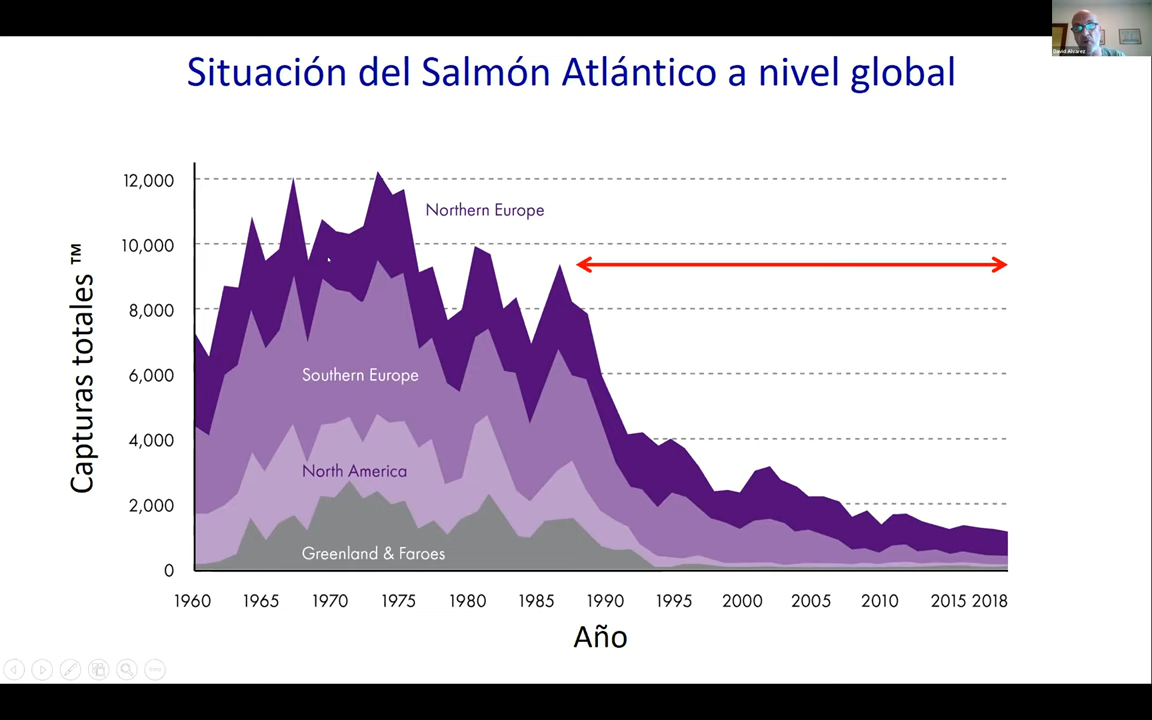 David Alvarez
Situación del Salmón Atlántico a nivel global
Capturas totales ™
12,000
10,000
8,000
6,000
4,000
2,000
0
Northern Europe
Southern Europe
North America
Greenland & Faroes
1960 1965 1970 1975 1980 1985 1990 1995 2000 2005 2010 2015 2018
Año